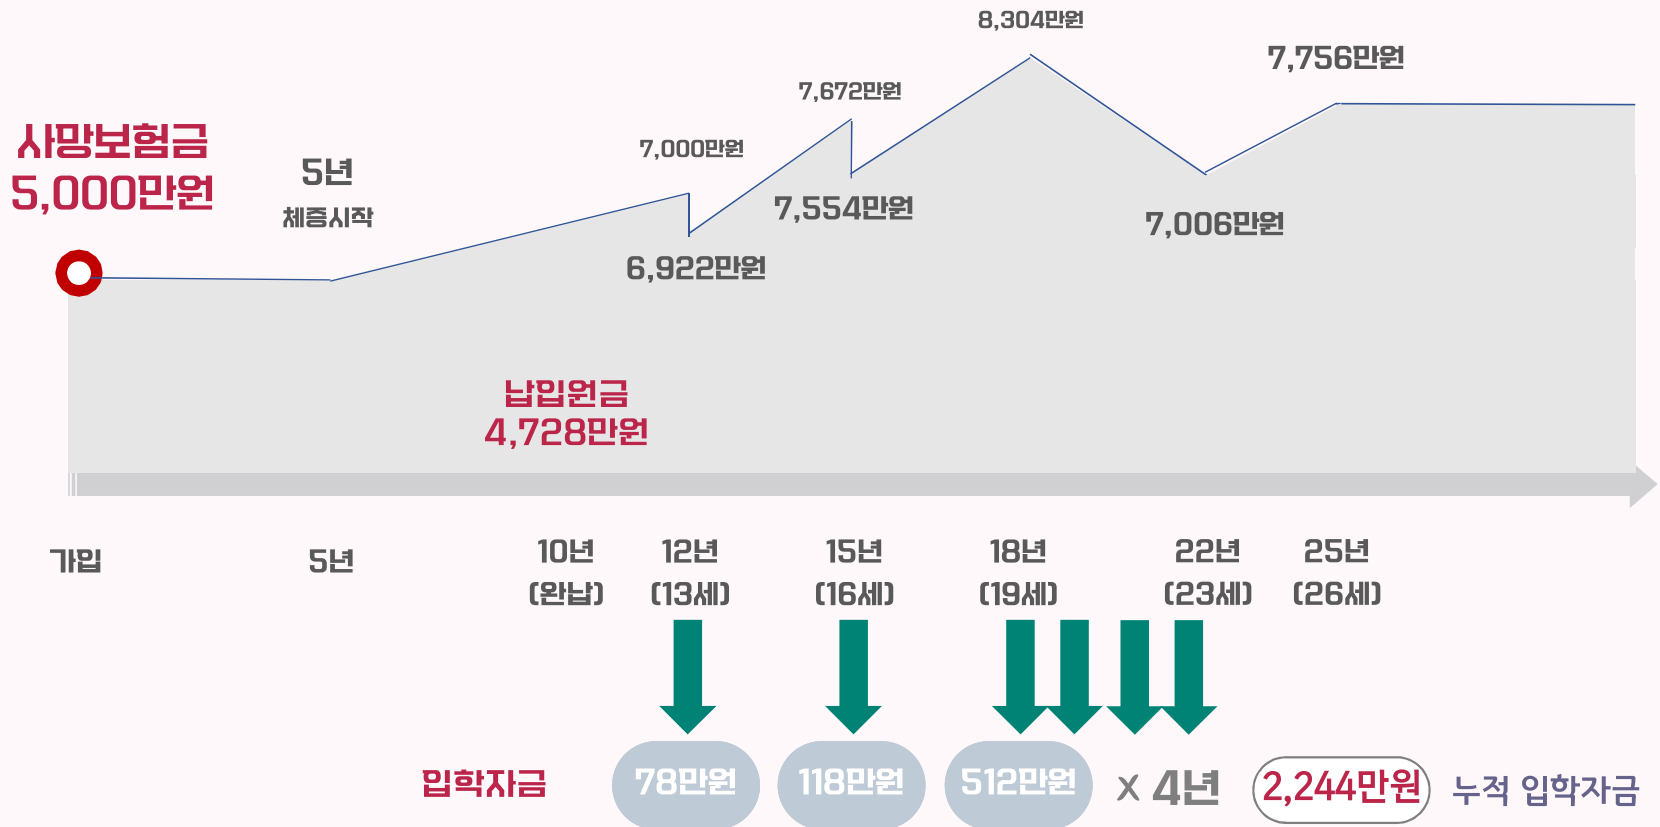 8,304만원
7,756만원
7,672만원
사망보험금
5,000만원
5년
체증시작
7,000만원
7,554만원
7,006만원
6,922만원
납입원금
4,728만원
가입
5년
10년
(완납)
12년
(13세)
15년
(16세)
18년
(19세)
22년
(23세)
25년
(26세)
입학자금
78만원
118만원
512만원
x 4년
2,244만원
누적 입학자금